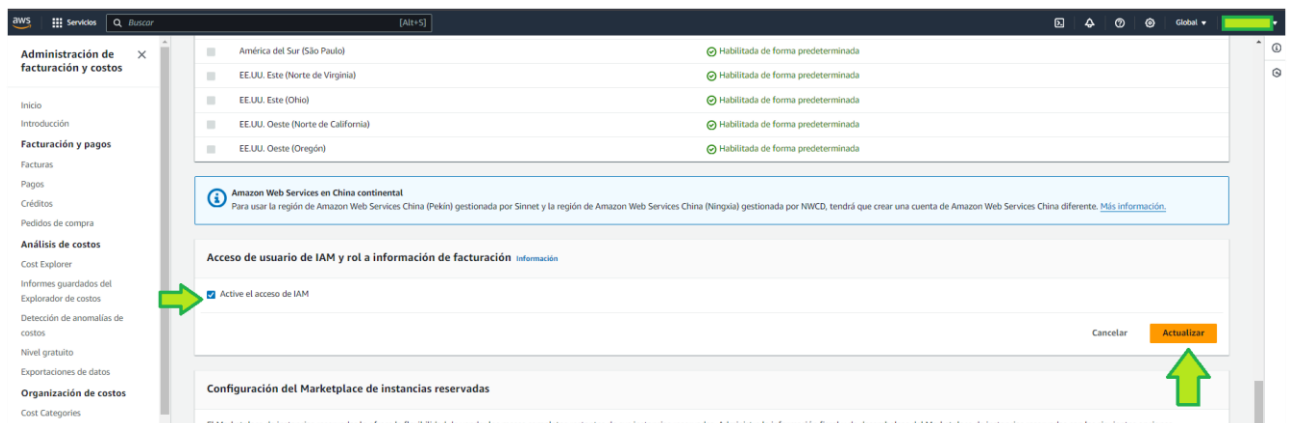 aws
Servicios
Buscar
[Alt+S]
Global
Administración de
facturación y costos
Inicio
Introducción
Facturación y pagos
Facturas
Pagos
Créditos
Pedidos de compra
Análisis de costos
Cost Explorer
Informes guardados del
Explorador de costos
Detección de anomalías de
costos
Nivel gratuito
Exportaciones de datos
Organización de costos
Cost Categories
América del Sur (São Paulo) Habilitada de forma predeterminada
EE.UU. Este (Norte de Virginia) Habilitada de forma predeterminada
EE.UU. Este (Ohio) Habilitada de forma predeterminada
EE.UU. Oeste (Norte de California) Habilitada de forma predeterminada
EE.UU. Oeste (Oregón) Habilitada de forma predeterminada
Amazon Web Services en China continental
Para usar la región de Amazon Web Services China (Pekín) gestionada por Sinnet y la región de Amazon Web Services China (Ningxia) gestionada por NWCD, tendrá que crear una cuenta de Amazon Web Services China diferente. Más información.
Acceso de usuario de IAM y rol a información de facturación Información
Active el acceso de IAM
Cancelar Actualizar
Configuración del Marketplace de instancias reservadas